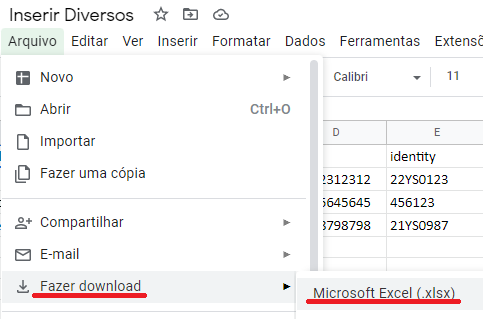 Inserir Diversos
Arquivo Editar Ver Inserir Formatar Dados Ferramentas Extensõ
Novo
Abrir Ctrl+O
Importar
Fazer uma cópia
Compartilhar
E-mail
Fazer download
Microsoft Excel (.xlsx)
Calibri 11
D E
identity
2312312 22YS0123
5645645 456123
3798798 21YS0987